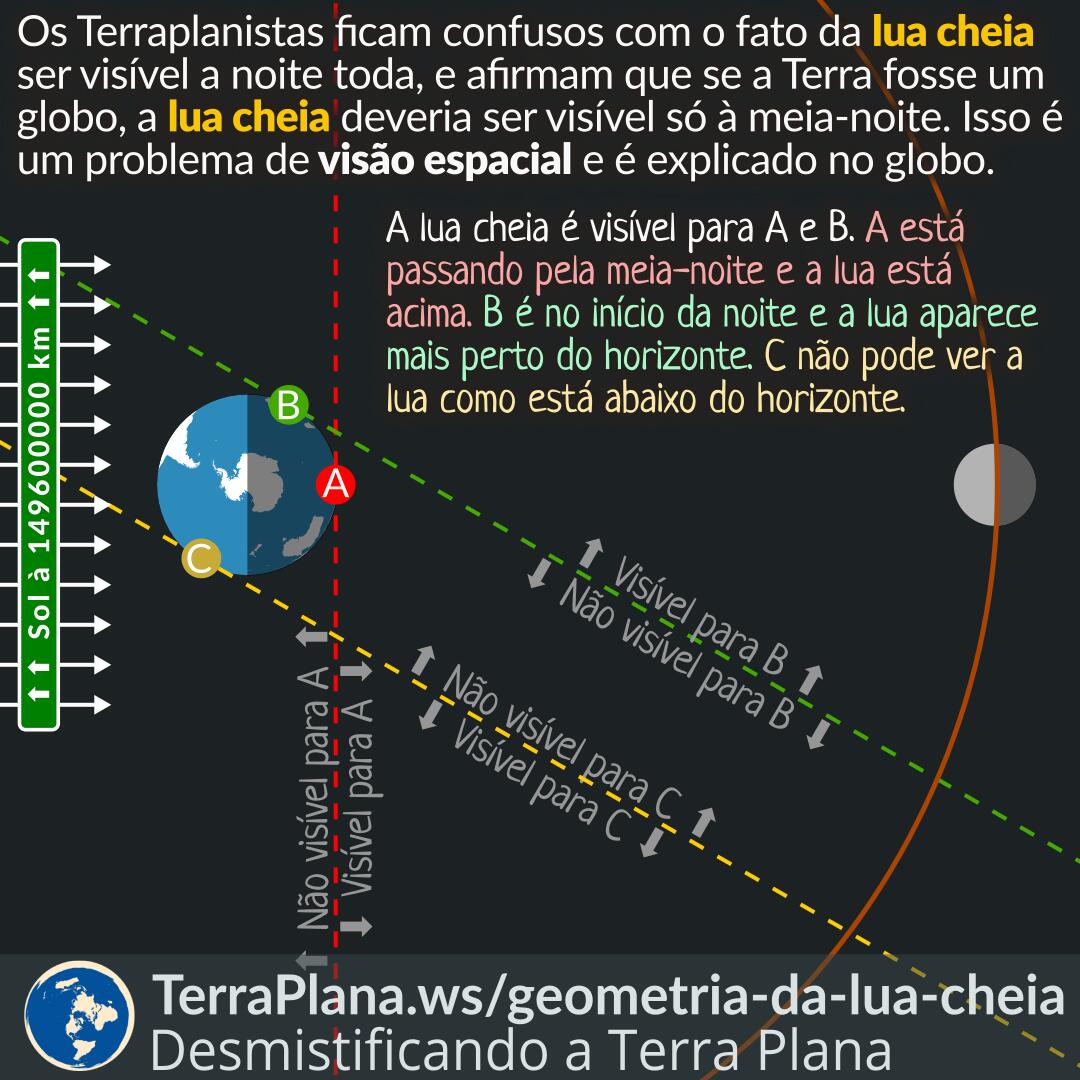 Os Terraplanistas ficam confusos com o fato da lua cheia
ser visível a noite toda, e afirmam que se a Terra fosse um
globo, a lua cheia deveria ser visível só à meia-noite. Isso é
um problema de visão espacial e é explicado no globo.
A lua cheia é visível para A e B. A está
passando pela meia-noite e a lua está
acima. B é no início da noite e a lua aparece
mais perto do horizonte. C não pode ver a
lua como está abaixo do horizonte.
Sol à 149600000 km
B
A
C
Visível para B
Não visível para B
Não visível para C
Visível para C
Não visível para A
Visível para A
TerraPlana.ws/geometria-da-lua-cheia
Desmistificando a Terra Plana